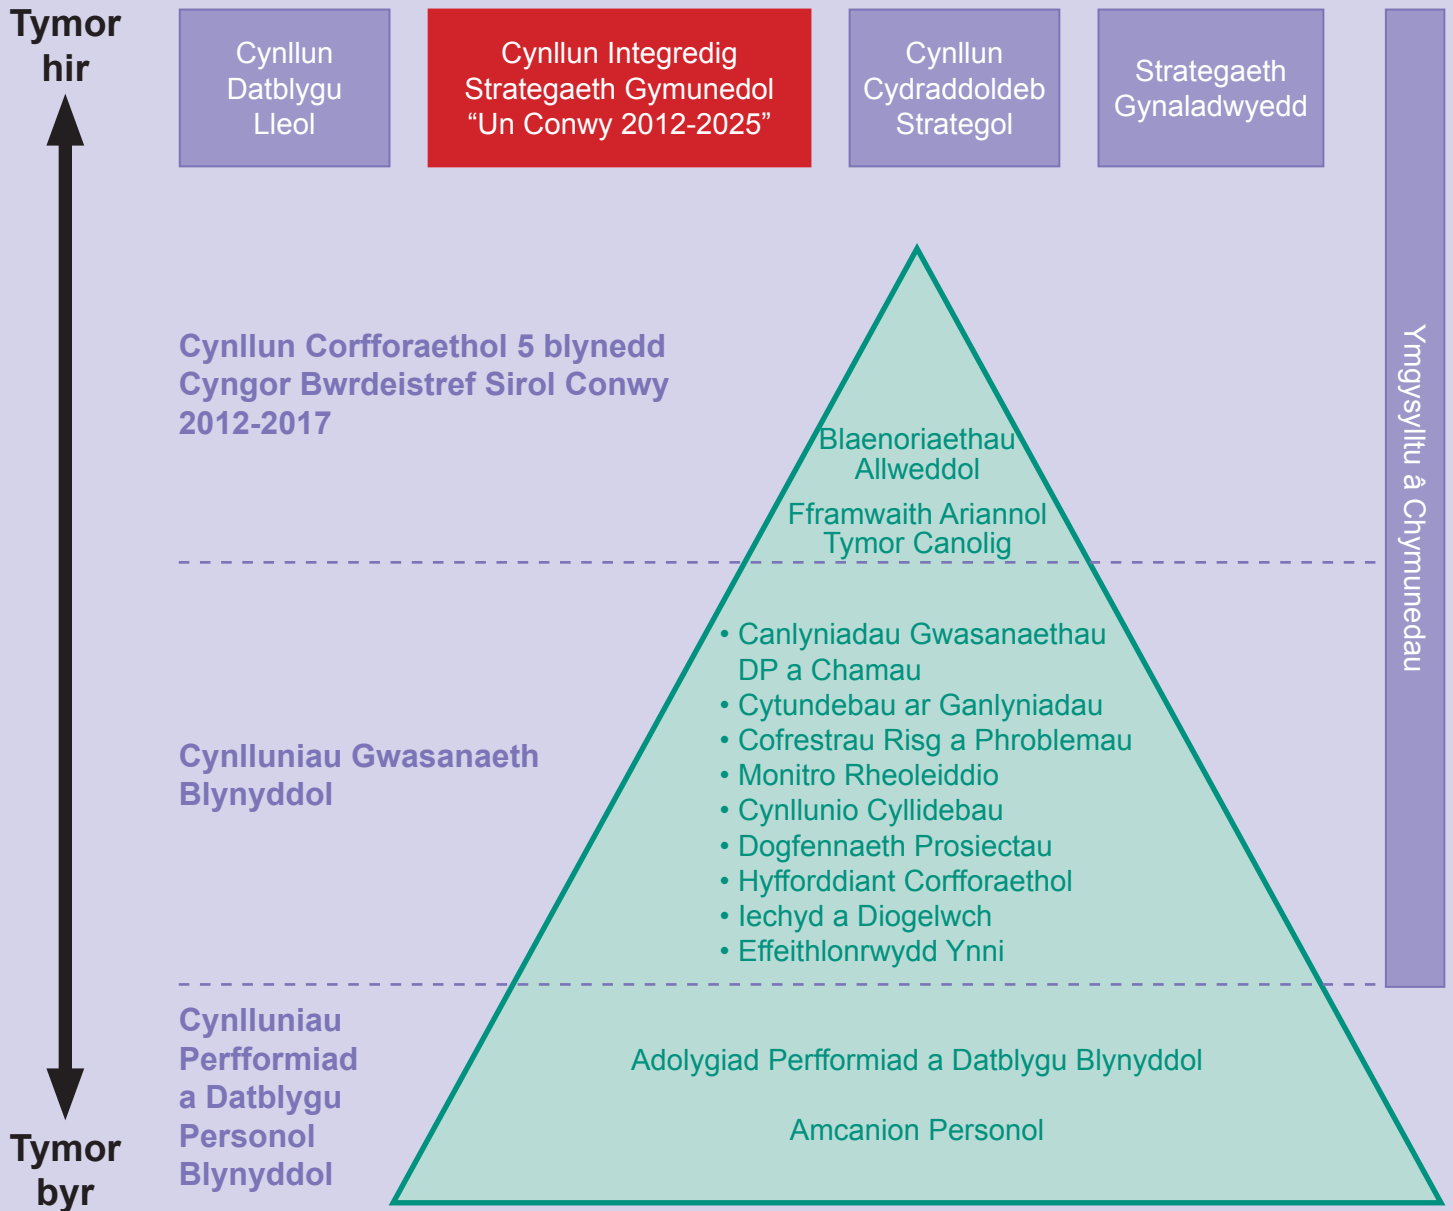 Tymor
hir
Cynllun
Datblygu
Lleol
Cynllun Integredig
Strategaeth Gymunedol
“Un Conwy 2012-2025”
Cynllun
Cydraddoldeb
Strategol
Strategaeth
Gynaladwyedd
Ymgysylltu â Chymunedau
Cynllun Corfforaethol 5 blynedd
Cyngor Bwrdeistref Sirol Conwy
2012-2017
Blaenoriaethau
Allweddol
Fframwaith Ariannol
Tymor Canolig
Cynlluniau Gwasanaeth
Blynyddol
• Canlyniadau Gwasanaethau
DP a Chamau
• Cytundebau ar Ganlyniadau
• Cofrestrau Risg a Phroblemau
• Monitro Rheoleiddio
• Cynllunio Cyllidebau
• Dogfennaeth Prosiectau
• Hyfforddiant Corfforaethol
• Iechyd a Diogelwch
• Effeithlonrwydd Ynni
Cynlluniau
Perfformiad
a Datblygu
Personol
Blynyddol
Adolygiad Perfformiad a Datblygu Blynyddol
Amcanion Personol
Tymor
byr